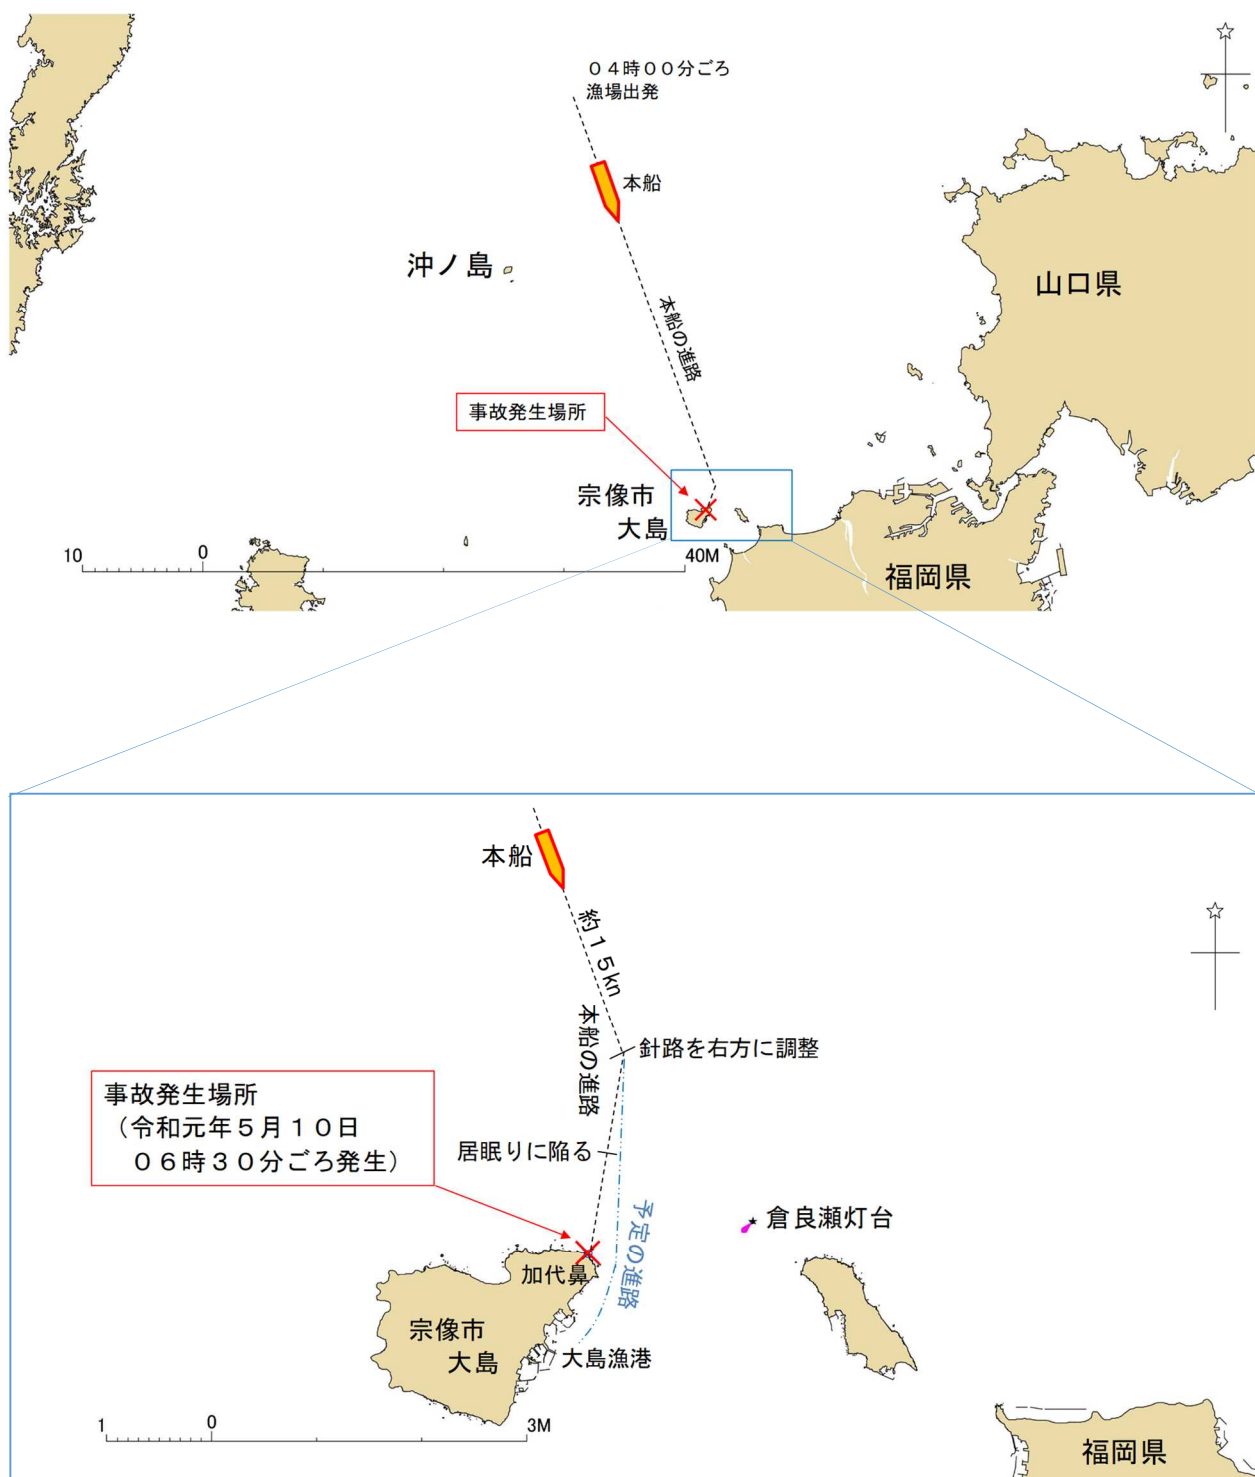 ０４時００分ごろ
漁場出発
本船
沖ノ島
山口県
本船の進路
事故発生場所
宗像市
大島
10 0 40M
福岡県
本船
約１５kn
本船の進路
針路を右方に調整
事故発生場所
（令和元年５月１０日
０６時３０分ごろ発生）
居眠りに陥る
予定の進路
倉良瀬灯台
加代鼻
宗像市
大島
大島漁港
1 0 3M
福岡県